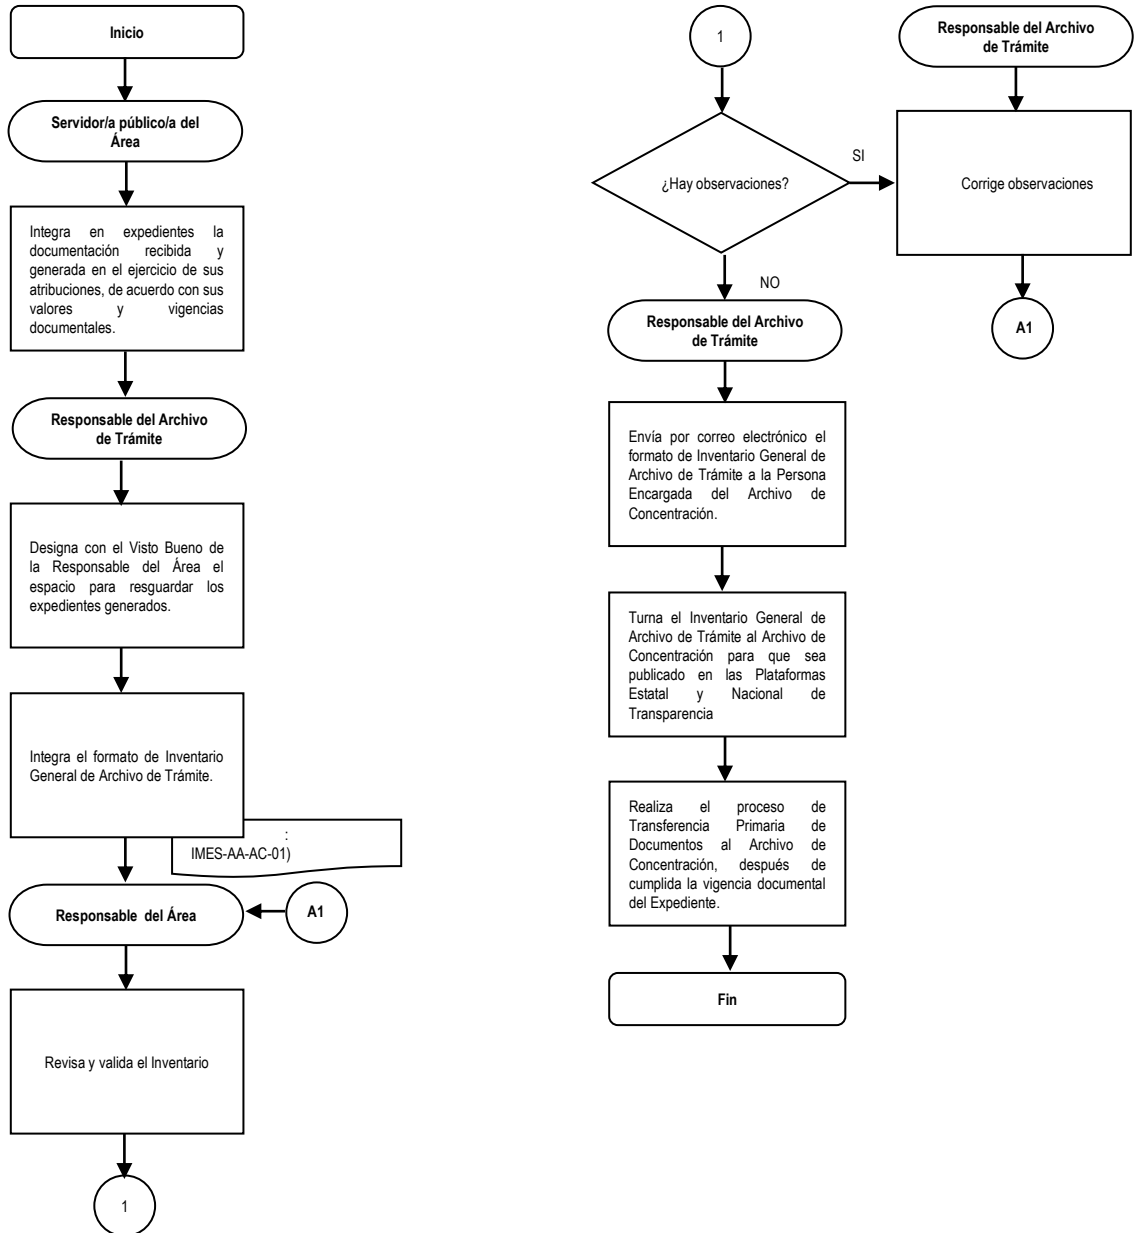 Inicio
Servidor/a público/a del
Área
Integra en expedientes la
documentación recibida y
generada en el ejercicio de sus
atribuciones, de acuerdo con sus
valores y vigencias
documentales.
Responsable del Archivo
de Trámite
Designa con el Visto Bueno de
la Responsable del Área el
espacio para resguardar los
expedientes generados.
Integra el formato de Inventario
General de Archivo de Trámite.
:
IMES-AA-AC-01)
Responsable del Área
A1
Revisa y valida el Inventario
1
1
¿Hay observaciones?
SI
NO
Responsable del Archivo
de Trámite
Corrige observaciones
A1
Responsable del Archivo
de Trámite
Envía por correo electrónico el
formato de Inventario General de
Archivo de Trámite a la Persona
Encargada del Archivo de
Concentración.
Turna el Inventario General de
Archivo de Trámite al Archivo de
Concentración para que sea
publicado en las Plataformas
Estatal y Nacional de
Transparencia
Realiza el proceso de
Transferencia Primaria de
Documentos al Archivo de
Concentración, después de
cumplida la vigencia documental
del Expediente.
Fin